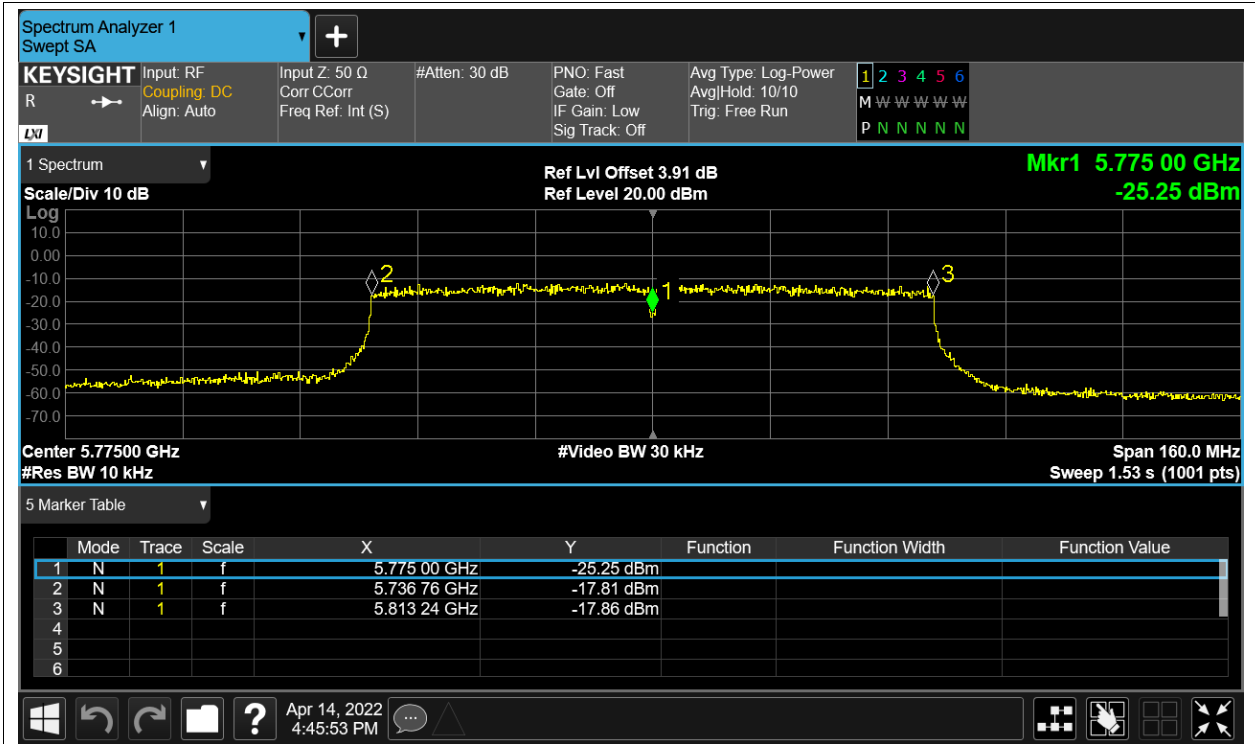 Spectrum Analyzer 1
Swept SA
+
KEYSIGHT
R
LXI
Input: RF
Coupling: DC
Align: Auto
Input Z: 50 Ω
Corr CCorr
Freq Ref: Int (S)
#Atten: 30 dB
PNO: Fast
Gate: Off
IF Gain: Low
Sig Track: Off
Avg Type: Log-Power
Avg|Hold: 10/10
Trig: Free Run
1 2 3 4 5 6
M W W W W W
P N N N N N
1 Spectrum
Scale/Div 10 dB
Ref Lvl Offset 3.91 dB
Ref Level 20.00 dBm
Mkr1 5.775 00 GHz
-25.25 dBm
Log
10.0
0.00
-10.0
-20.0
-30.0
-40.0
-50.0
-60.0
-70.0
2
1
3
Center 5.77500 GHz
#Res BW 10 kHz
#Video BW 30 kHz
Span 160.0 MHz
Sweep 1.53 s (1001 pts)
5 Marker Table
Mode Trace Scale X Y Function Function Width Function Value
1 N 1 f 5.775 00 GHz -25.25 dBm
2 N 1 f 5.736 76 GHz -17.81 dBm
3 N 1 f 5.813 24 GHz -17.86 dBm
4
5
6
?
Apr 14, 2022
4:45:53 PM